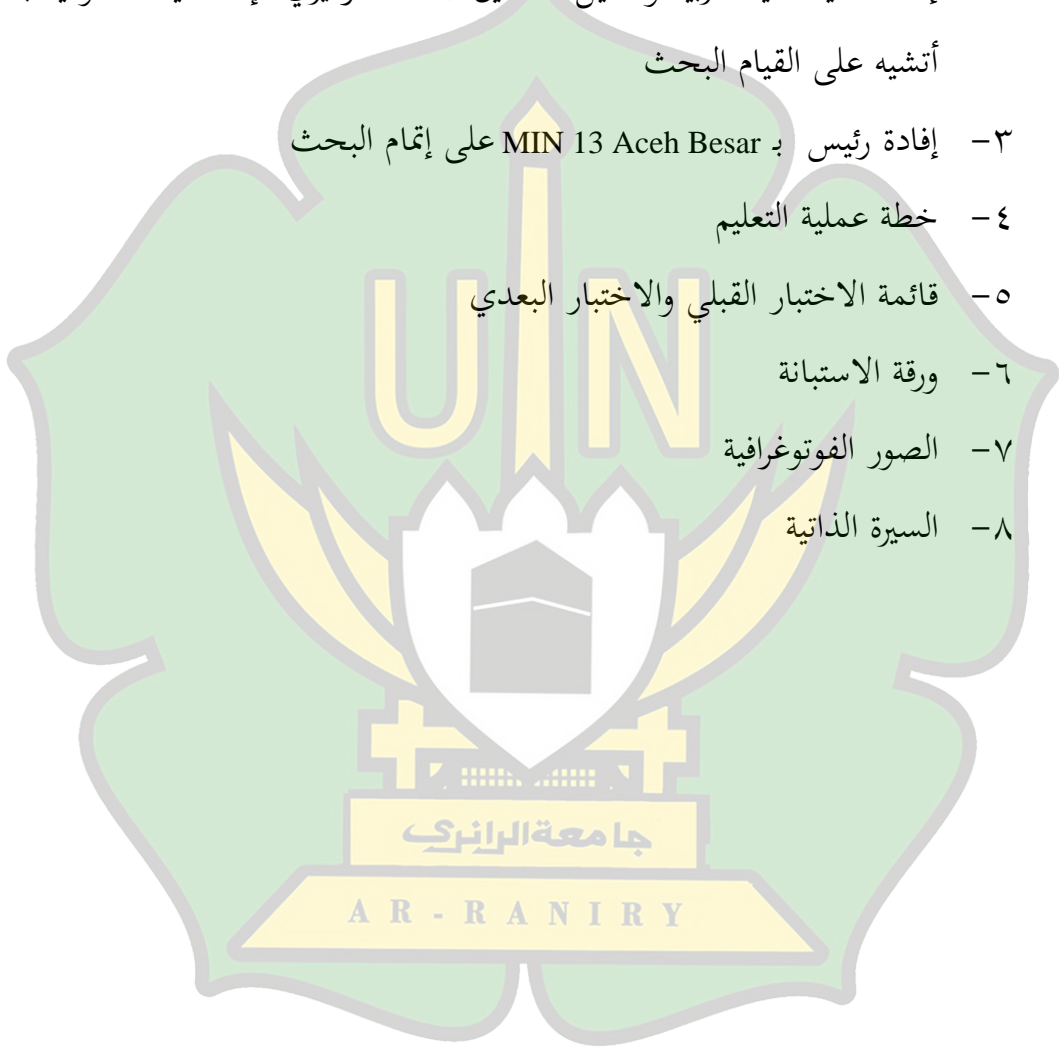 أتشيه على القيام البحث
٣- إفادة رئيس بـ MIN 13 Aceh Besar على إتمام البحث
٤- خطة عملية التعليم
٥- قائمة الاختبار القبلي والاختبار البعدي
٦- ورقة الاستبانة
٧- الصور الفوتوغرافية
٨- السيرة الذاتية
UIN
جامعة الرانري
AR-RANIRY